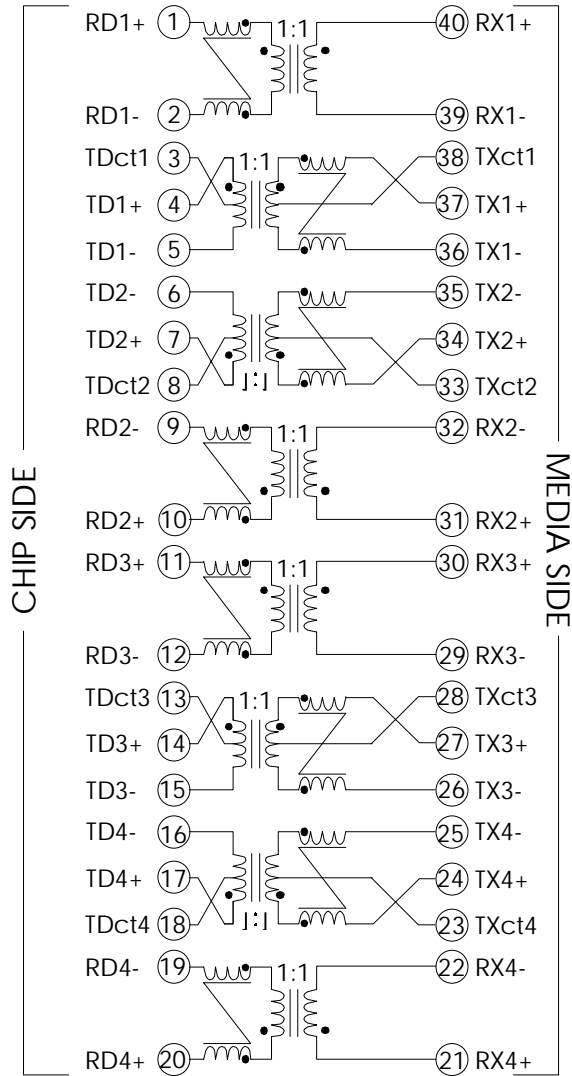 RD1+ 1 1:1 40 RX1+
RD1- 2 39 RX1-
TDct1 3 1:1 38 TXct1
TD1+ 4 37 TX1+
TD1- 5 36 TX1-
TD2- 6 35 TX2-
TD2+ 7 34 TX2+
TDct2 8 1:1 33 TXct2
RD2- 9 1:1 32 RX2-
RD2+ 10 31 RX2+
RD3+ 11 1:1 30 RX3+
RD3- 12 29 RX3-
TDct3 13 1:1 28 TXct3
TD3+ 14 27 TX3+
TD3- 15 26 TX3-
TD4- 16 25 TX4-
TD4+ 17 24 TX4+
TDct4 18 1:1 23 TXct4
RD4- 19 1:1 22 RX4-
RD4+ 20 21 RX4+
CHIP SIDE
MEDIA SIDE